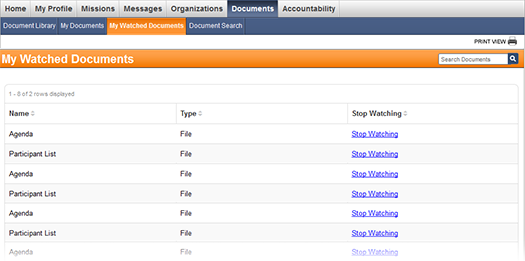 Home My Profile Missions Messages Organizations Documents Accountability
Document Library My Documents My Watched Documents Document Search
PRINT VIEW
My Watched Documents Search Documents
1 - 8 of 2 rows displayed
Name Type Stop Watching
Agenda File Stop Watching
Participant List File Stop Watching
Agenda File Stop Watching
Participant List File Stop Watching
Agenda File Stop Watching
Participant List File Stop Watching
Agenda File Stop Watching